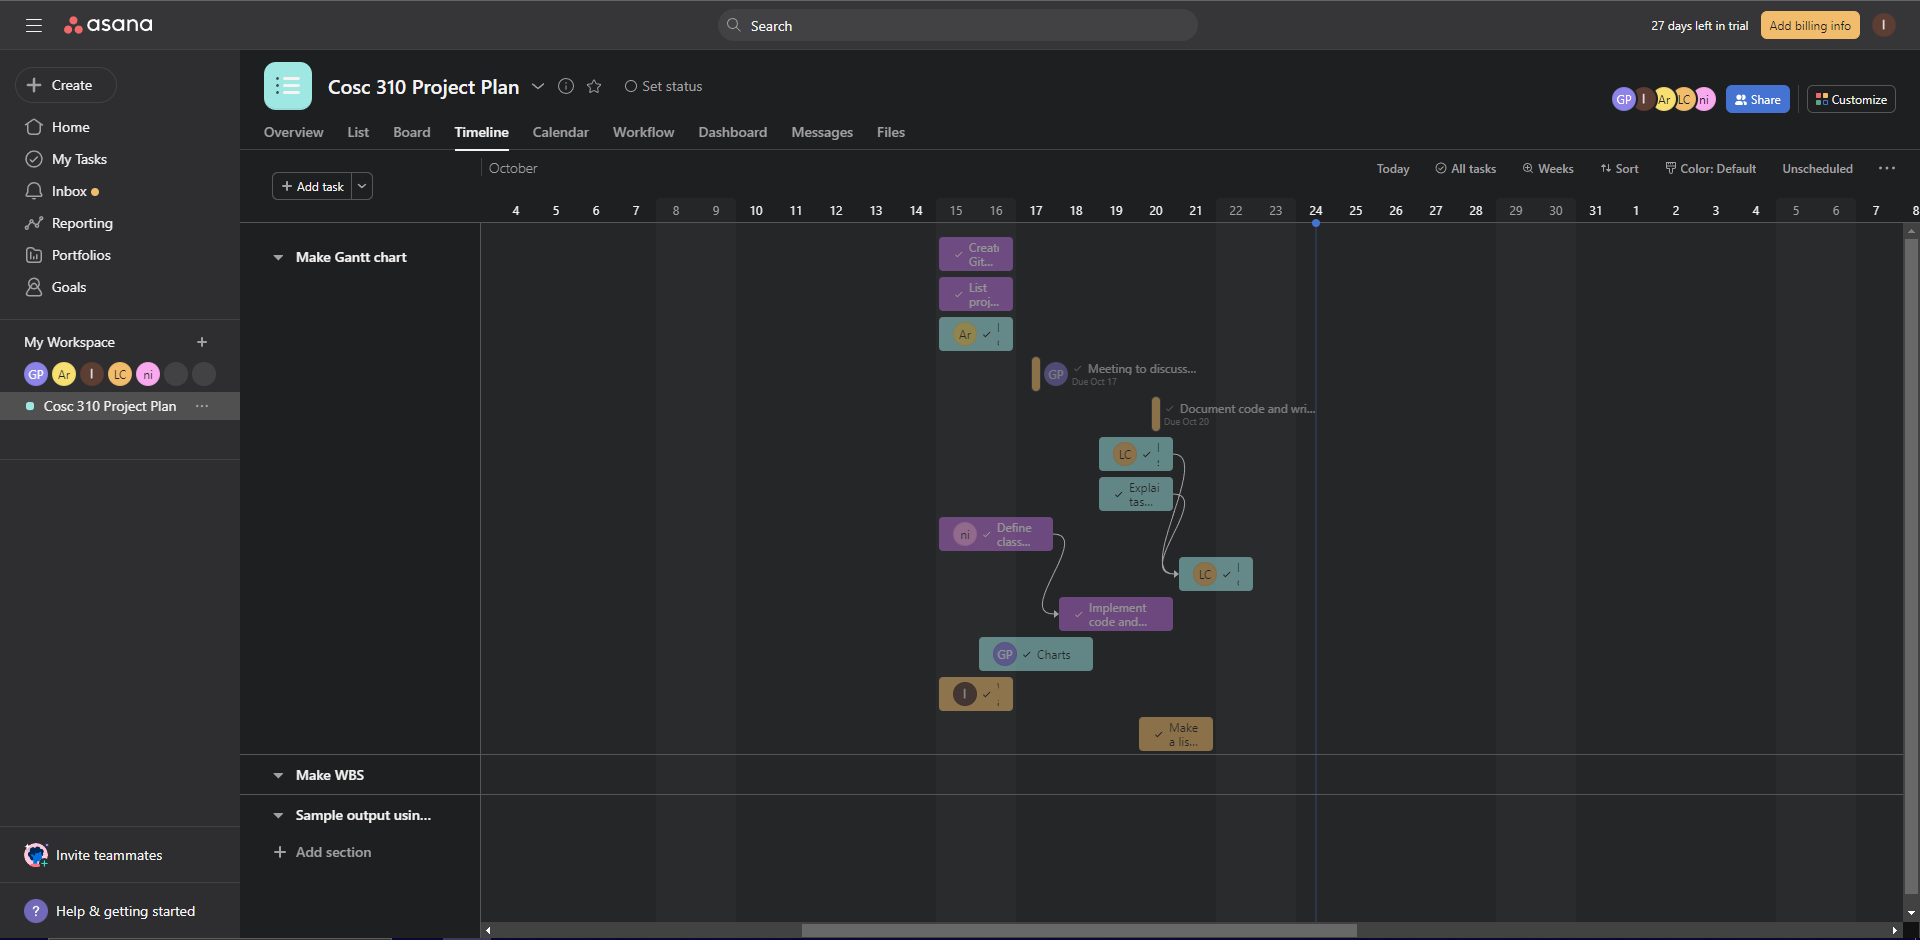 asana
Search
27 days left in trial
Add billing info
I
Create
Home
My Tasks
Inbox
Reporting
Portfolios
Goals
My Workspace
GP Ar I LC ni
Cosc 310 Project Plan
Invite teammates
? Help & getting started
Cosc 310 Project Plan
Set status
GP I Ar LC ni
Share
Customize
Overview List Board Timeline Calendar Workflow Dashboard Messages Files
Add task
October
Today All tasks Weeks Sort Color: Default Unscheduled
4 5 6 7 8 9 10 11 12 13 14 15 16 17 18 19 20 21 22 23 24 25 26 27 28 29 30 31 1 2 3 4 5 6 7 8
Make Gantt chart
Creat
Git...
List
proj...
Ar
GP Meeting to discuss...
Due Oct 17
Document code and wri...
Due Oct 20
LC
Explai
tas...
ni Define
class...
LC
Implement
code and...
GP Charts
I
Make
a lis...
Make WBS
Sample output usin...
Add section